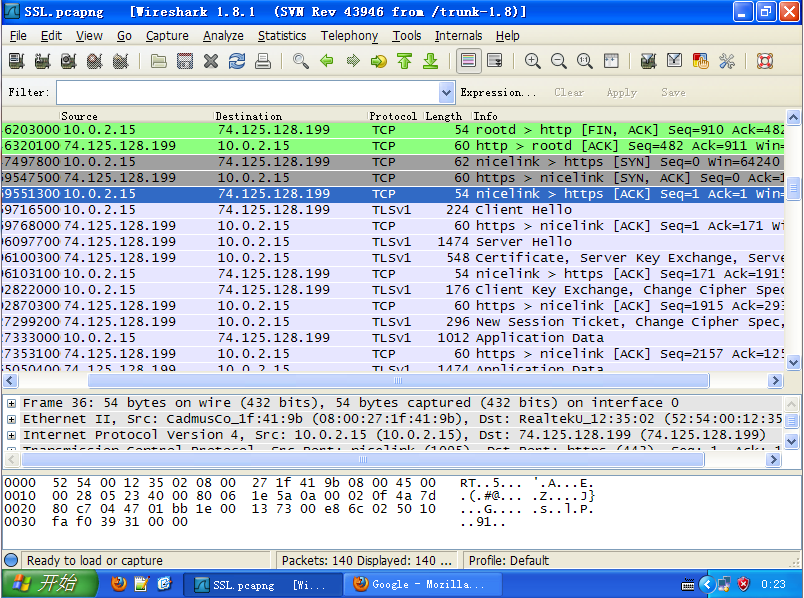 SSL.pcapng [Wireshark 1.8.1 (SVN Rev 43946 from /trunk-1.8)]
File Edit View Go Capture Analyze Statistics Telephony Tools Internals Help
Filter: Expression... Clear Apply Save
Source Destination Protocol Length Info
6203000 10.0.2.15 74.125.128.199 TCP 54 rootd > http [FIN, ACK] Seq=910 Ack=482
6320100 74.125.128.199 10.0.2.15 TCP 60 http > rootd [ACK] Seq=482 Ack=911 Win=
7497800 10.0.2.15 74.125.128.199 TCP 62 nicelink > https [SYN] Seq=0 Win=64240
9547500 74.125.128.199 10.0.2.15 TCP 60 https > nicelink [SYN, ACK] Seq=0 Ack=1
9551300 10.0.2.15 74.125.128.199 TCP 54 nicelink > https [ACK] Seq=1 Ack=1 Win=
9716500 10.0.2.15 74.125.128.199 TLSv1 224 Client Hello
9768000 74.125.128.199 10.0.2.15 TCP 60 https > nicelink [ACK] Seq=1 Ack=171 Wi
6097700 74.125.128.199 10.0.2.15 TLSv1 1474 Server Hello
6100300 74.125.128.199 10.0.2.15 TLSv1 548 Certificate, Server Key Exchange, Serve
6103100 10.0.2.15 74.125.128.199 TCP 54 nicelink > https [ACK] Seq=171 Ack=1915
2822000 10.0.2.15 74.125.128.199 TLSv1 176 Client Key Exchange, Change Cipher Spec
2870300 74.125.128.199 10.0.2.15 TCP 60 https > nicelink [ACK] Seq=1915 Ack=293
7299200 74.125.128.199 10.0.2.15 TLSv1 296 New Session Ticket, Change Cipher Spec,
7333000 10.0.2.15 74.125.128.199 TLSv1 1012 Application Data
7353100 74.125.128.199 10.0.2.15 TCP 60 https > nicelink [ACK] Seq=2157 Ack=125
5050400 74.125.128.199 10.0.2.15 TLSv1 1474 Application Data
Frame 36: 54 bytes on wire (432 bits), 54 bytes captured (432 bits) on interface 0
Ethernet II, Src: CadmusCo_1f:41:9b (08:00:27:1f:41:9b), Dst: RealtekU_12:35:02 (52:54:00:12:35
Internet Protocol Version 4, Src: 10.0.2.15 (10.0.2.15), Dst: 74.125.128.199 (74.125.128.199)
Transmission Control Protocol, Src Port: nicelink (1095), Dst Port: https (443), Seq: 1, Ack: 1
0000 52 54 00 12 35 02 08 00 27 1f 41 9b 08 00 45 00 RT..5... '.A...E.
0010 00 28 05 23 40 00 80 06 1e 5a 0a 00 02 0f 4a 7d .(.#@... .Z....J}
0020 80 c7 04 47 01 bb 1e 00 13 73 00 e8 6c 02 50 10 ...G.... .s..l.P.
0030 fa f0 39 31 00 00 ..91..
Ready to load or capture Packets: 140 Displayed: 140 ... Profile: Default
开始 SSL.pcapng [Wi... Google - Mozilla... 0:23